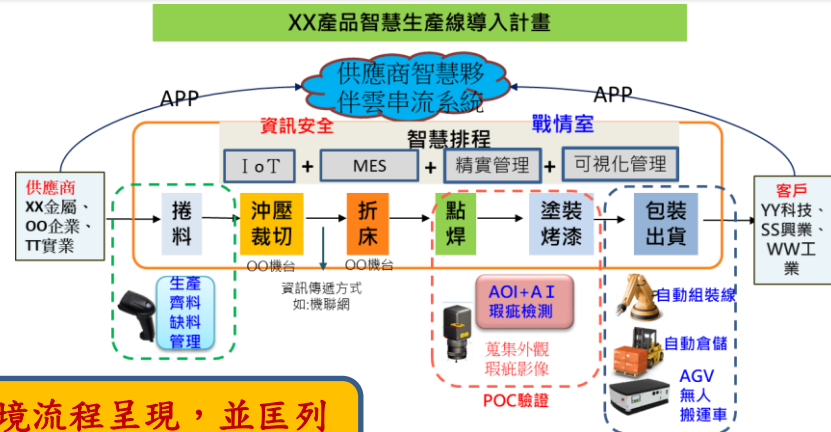 XX產品智慧生產線導入計畫
供應商智慧夥
伴雲串流系統
APP
APP
資訊安全
智慧排程
戰情室
IoT
+
MES
+
精實管理
+
可視化管理
供應商
XX金屬、
OO企業、
TT實業
捲
料
沖壓
裁切
折
床
點
焊
塗裝
烤漆
包裝
出貨
客戶
YY科技、
SS興業、
WW工
業
OO機台
OO機台
資訊傳遞方式
如:機聯網
生產
齊料
缺料
管理
AOI+AI
瑕疵檢測
蒐集外觀
瑕疵影像
POC驗證
自動組裝線
自動倉儲
AGV
無人
搬運車
境流程呈現，並匡列